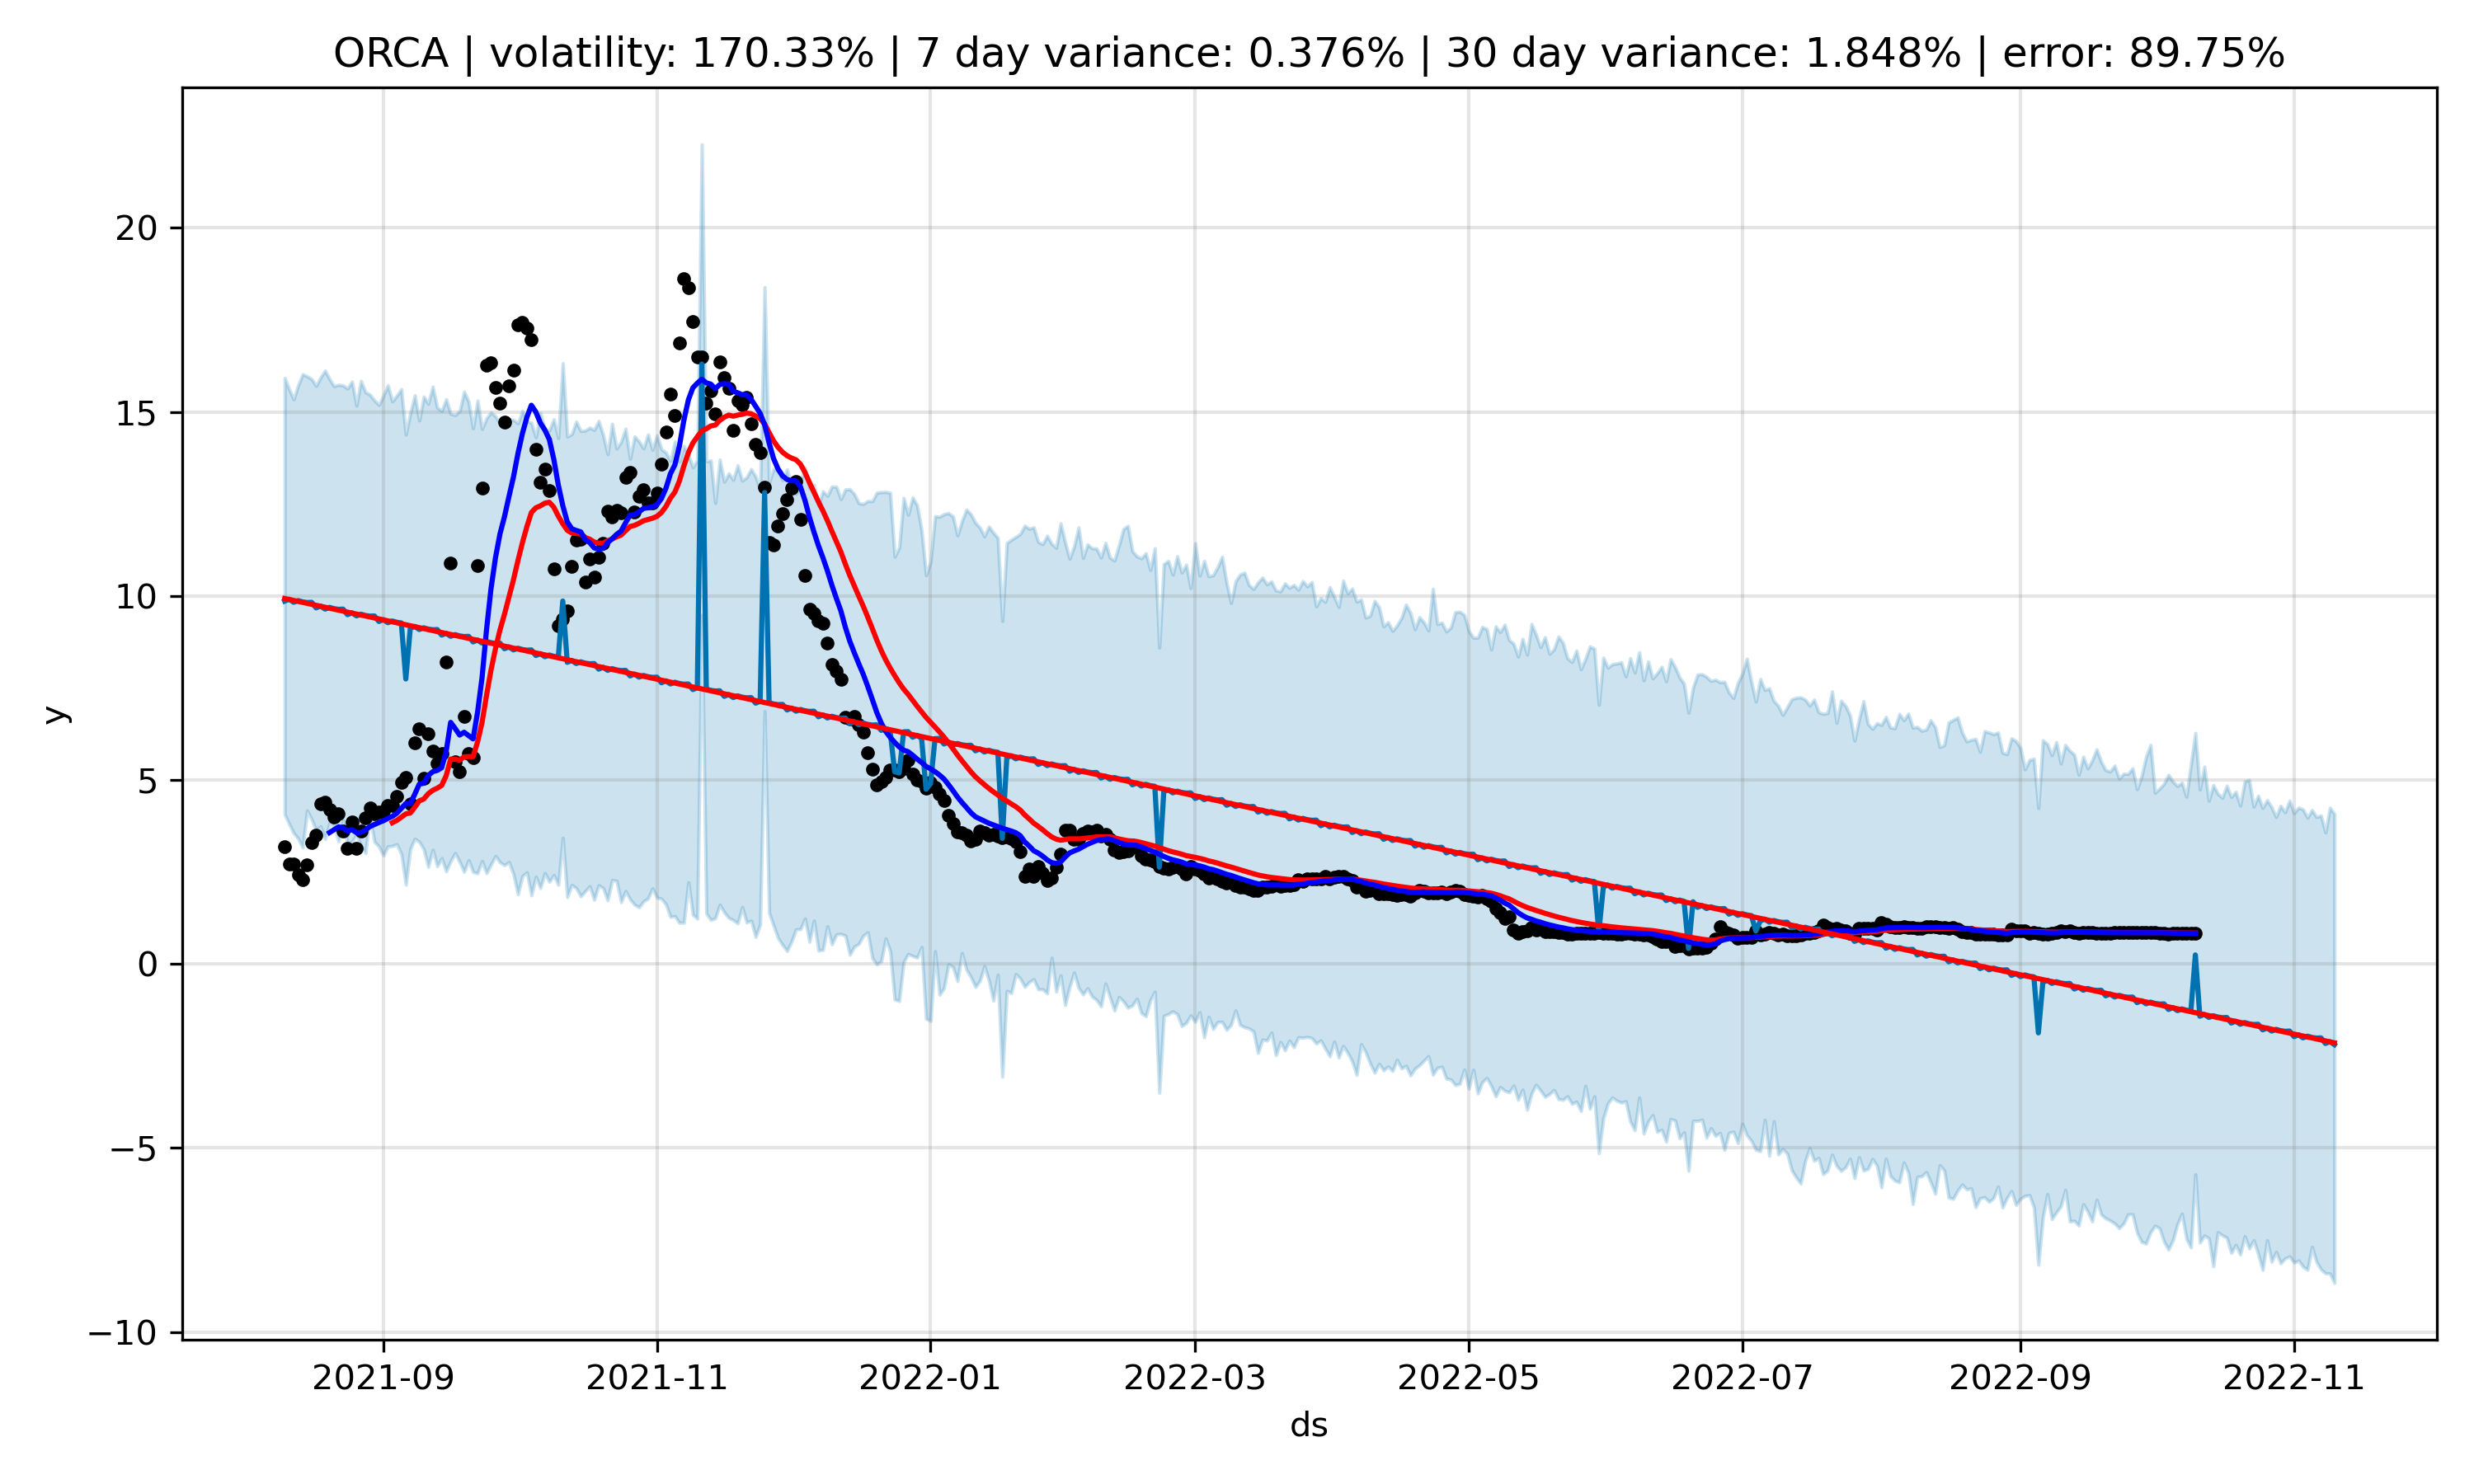 ORCA | volatility: 170.33% | 7 day variance: 0.376% | 30 day variance: 1.848% | error: 89.75%
20
15
10
5
0
−5
−10
y
2021-09 2021-11 2022-01 2022-03 2022-05 2022-07 2022-09 2022-11
ds